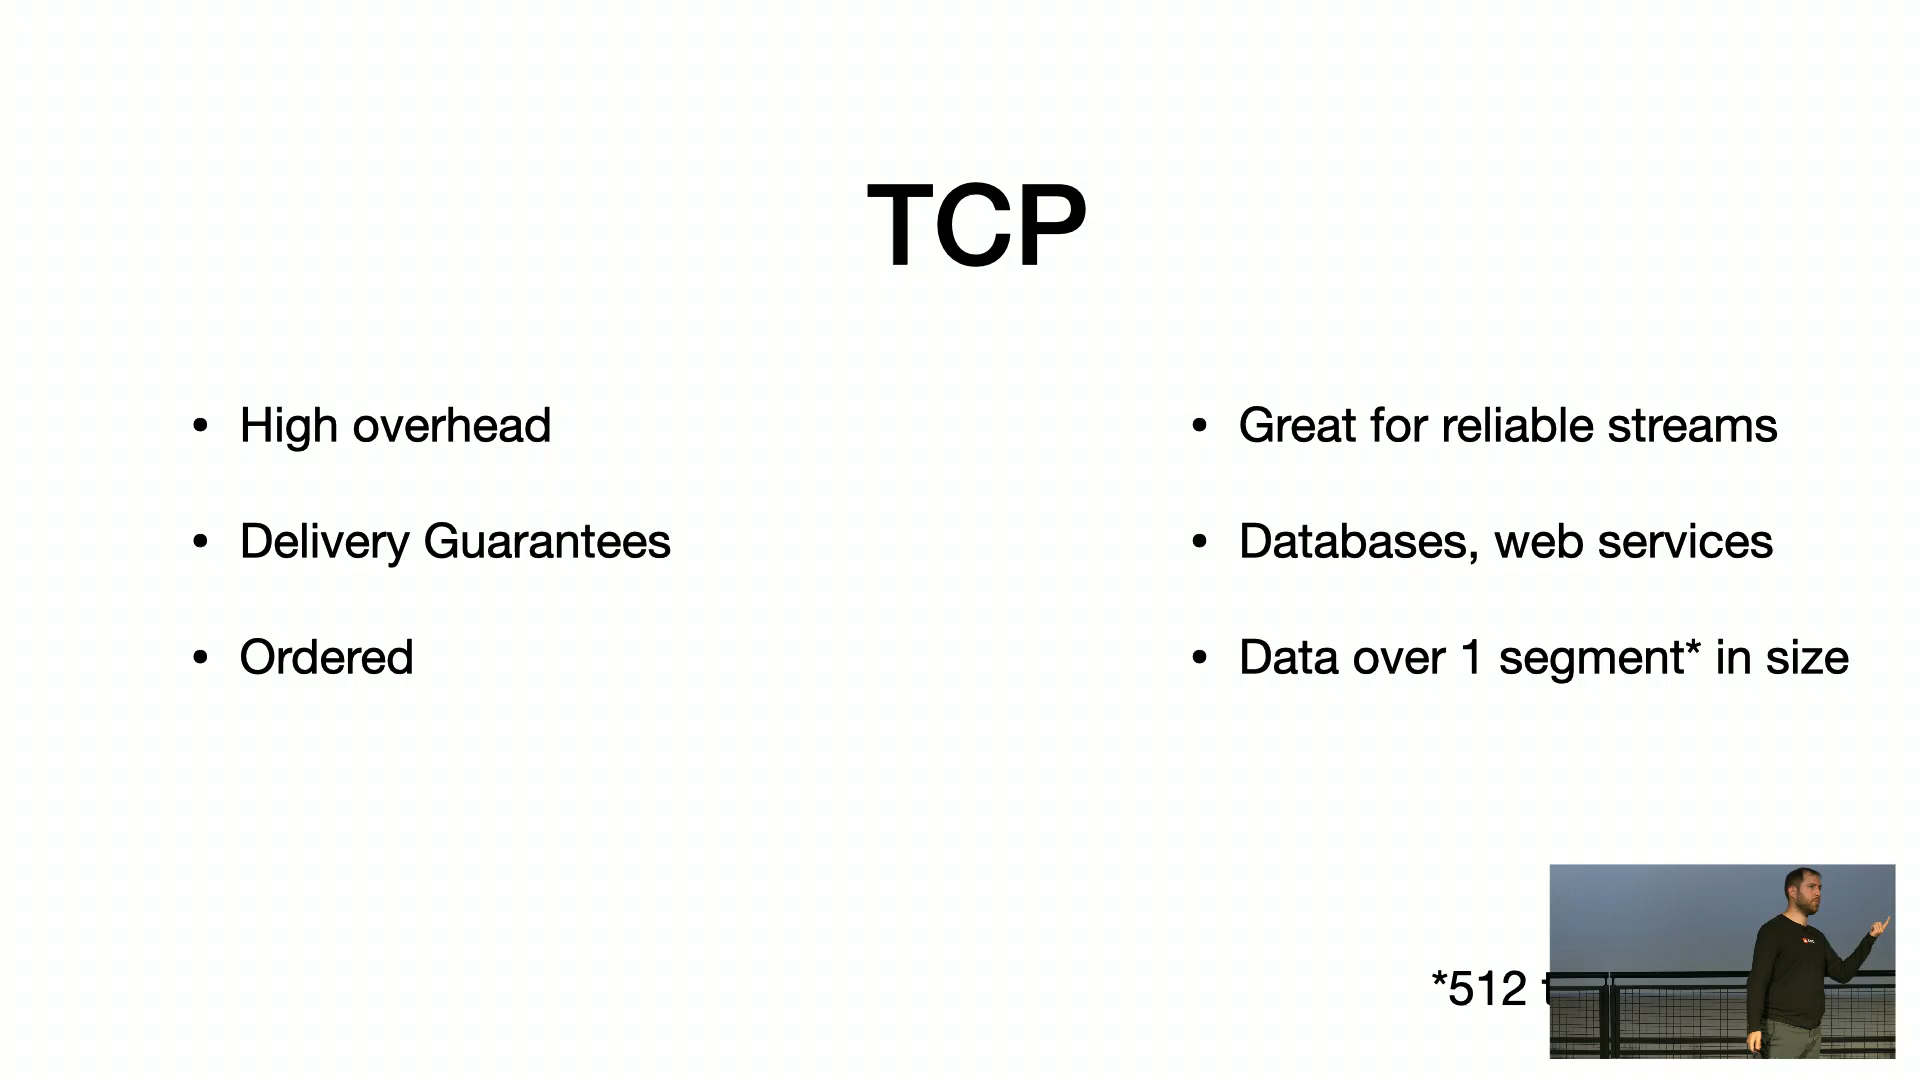 TCP
• High overhead
• Delivery Guarantees
• Ordered
• Great for reliable streams
• Databases, web services
• Data over 1 segment* in size
*512